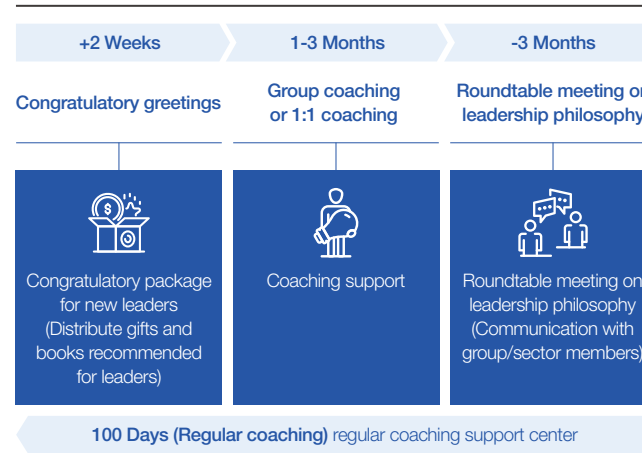 +2 Weeks
1-3 Months
-3 Months
Congratulatory greetings
Group coaching
or 1:1 coaching
Roundtable meeting on
leadership philosophy
$
Congratulatory package
for new leaders
(Distribute gifts and
books recommended
for leaders)
Coaching support
Roundtable meeting on
leadership philosophy
(Communication with
group/sector members)
100 Days (Regular coaching) regular coaching support center